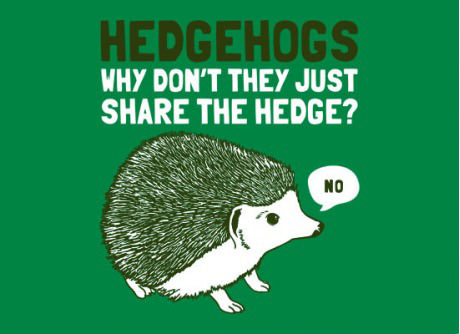 HEDGEHOGS
WHY DON'T THEY JUST
SHARE THE HEDGE?
NO